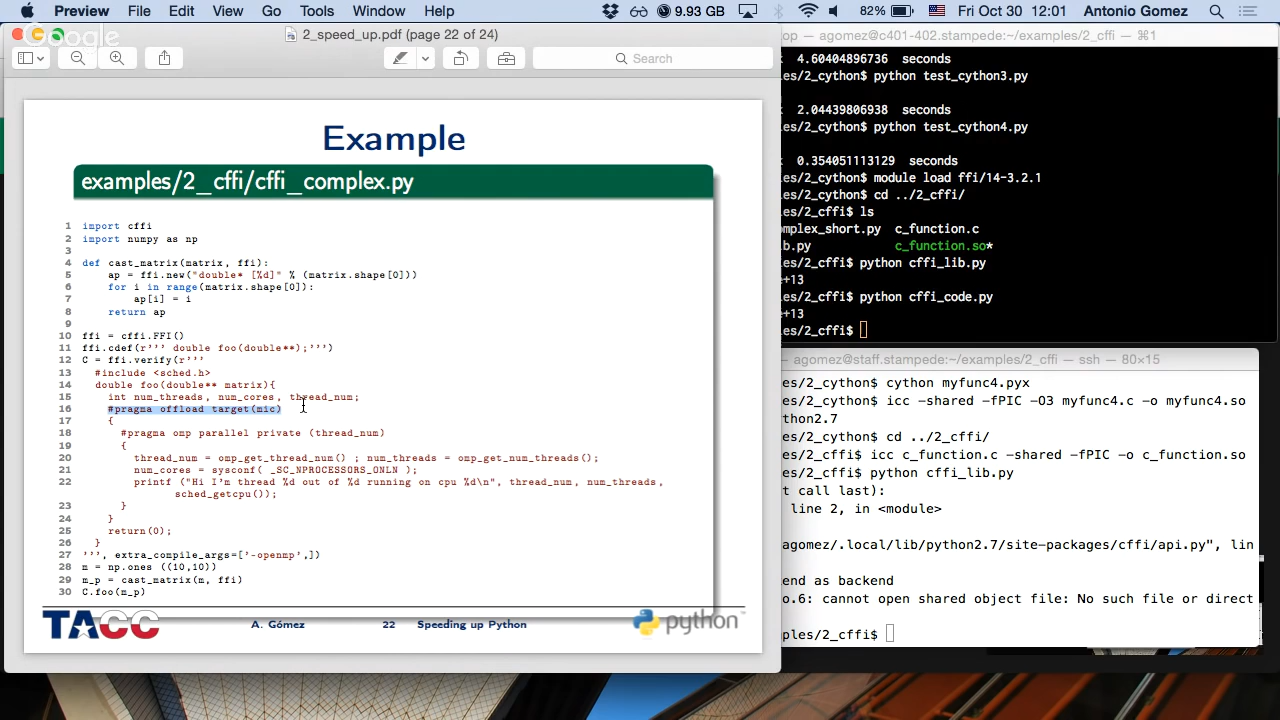 Preview File Edit View Go Tools Window Help 9.93 GB 82% Fri Oct 30 12:01 Antonio Gomez
Google
2_speed_up.pdf (page 22 of 24)
Search
Example
examples/2_cffi/cffi_complex.py
1 import cffi
2 import numpy as np
3
4 def cast_matrix(matrix, ffi):
5 ap = ffi.new("double* [%d]" % (matrix.shape[0]))
6 for i in range(matrix.shape[0]):
7 ap[i] = i
8 return ap
9
10 ffi = cffi.FFI()
11 ffi.cdef(r''' double foo(double**);''')
12 C = ffi.verify(r'''
13 #include <sched.h>
14 double foo(double** matrix){
15 int num_threads, num_cores, thread_num;
16 #pragma offload target(mic)
17 {
18 #pragma omp parallel private (thread_num)
19 {
20 thread_num = omp_get_thread_num() ; num_threads = omp_get_num_threads();
21 num_cores = sysconf( _SC_NPROCESSORS_ONLN );
22 printf ("Hi I'm thread %d out of %d running on cpu %d\n", thread_num, num_threads,
sched_getcpu());
23 }
24 }
25 return(0);
26 }
27 ''', extra_compile_args=['-openmp',])
28 m = np.ones ((10,10))
29 m_p = cast_matrix(m, ffi)
30 C.foo(m_p)
TACC A. Gómez 22 Speeding up Python python
op — agomez@c401-402.stampede:~/examples/2_cffi — ⌘1
4.60404896736 seconds
es/2_cython$ python test_cython3.py
2.04439806938 seconds
es/2_cython$ python test_cython4.py
0.354051113129 seconds
es/2_cython$ module load ffi/14-3.2.1
es/2_cython$ cd ../2_cffi/
es/2_cffi$ ls
mplex_short.py c_function.c
b.py c_function.so*
es/2_cffi$ python cffi_lib.py
+13
es/2_cffi$ python cffi_code.py
+13
es/2_cffi$
agomez@staff.stampede:~/examples/2_cffi — ssh — 80×15
es/2_cython$ cython myfunc4.pyx
es/2_cython$ icc -shared -fPIC -O3 myfunc4.c -o myfunc4.so
thon2.7
es/2_cython$ cd ../2_cffi/
es/2_cffi$ icc c_function.c -shared -fPIC -o c_function.so
es/2_cffi$ python cffi_lib.py
t call last):
line 2, in <module>
agomez/.local/lib/python2.7/site-packages/cffi/api.py", lin
end as backend
o.6: cannot open shared object file: No such file or direct
ples/2_cffi$